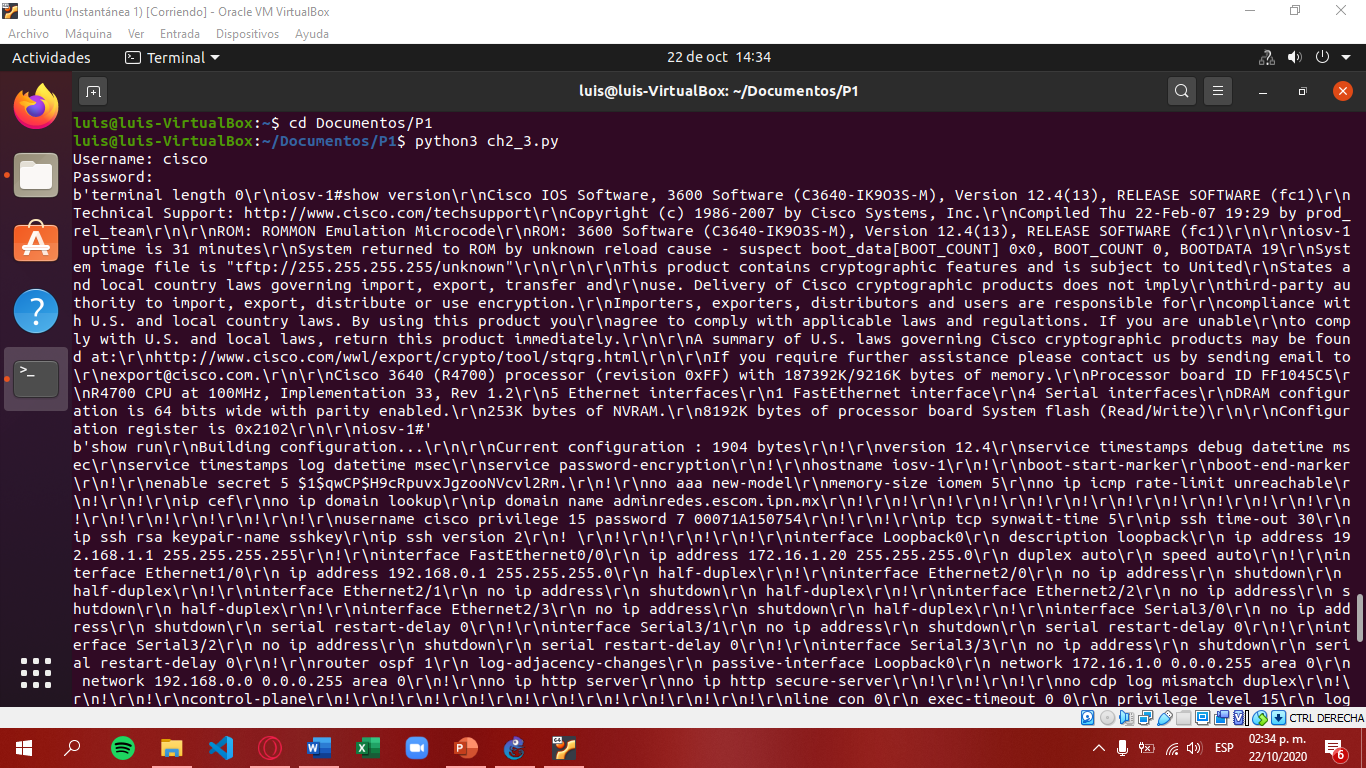 ubuntu (Instantánea 1) [Corriendo] - Oracle VM VirtualBox
Archivo Máquina Ver Entrada Dispositivos Ayuda
Actividades Terminal 22 de oct 14:34
luis@luis-VirtualBox: ~/Documentos/P1
luis@luis-VirtualBox:~$ cd Documentos/P1
luis@luis-VirtualBox:~/Documentos/P1$ python3 ch2_3.py
Username: cisco
Password:
b'terminal length 0\r\niosv-1#show version\r\nCisco IOS Software, 3600 Software (C3640-IK9O3S-M), Version 12.4(13), RELEASE SOFTWARE (fc1)\r\n
Technical Support: http://www.cisco.com/techsupport\r\nCopyright (c) 1986-2007 by Cisco Systems, Inc.\r\nCompiled Thu 22-Feb-07 19:29 by prod_
rel_team\r\n\r\nROM: ROMMON Emulation Microcode\r\nROM: 3600 Software (C3640-IK9O3S-M), Version 12.4(13), RELEASE SOFTWARE (fc1)\r\n\r\niosv-1
 uptime is 31 minutes\r\nSystem returned to ROM by unknown reload cause - suspect boot_data[BOOT_COUNT] 0x0, BOOT_COUNT 0, BOOTDATA 19\r\nSyst
em image file is "tftp://255.255.255.255/unknown"\r\n\r\n\r\nThis product contains cryptographic features and is subject to United\r\nStates a
nd local country laws governing import, export, transfer and\r\nuse. Delivery of Cisco cryptographic products does not imply\r\nthird-party au
thority to import, export, distribute or use encryption.\r\nImporters, exporters, distributors and users are responsible for\r\ncompliance wit
h U.S. and local country laws. By using this product you\r\nagree to comply with applicable laws and regulations. If you are unable\r\nto comp
ly with U.S. and local laws, return this product immediately.\r\n\r\nA summary of U.S. laws governing Cisco cryptographic products may be foun
d at:\r\nhttp://www.cisco.com/wwl/export/crypto/tool/stqrg.html\r\n\r\nIf you require further assistance please contact us by sending email to
\r\nexport@cisco.com.\r\n\r\nCisco 3640 (R4700) processor (revision 0xFF) with 187392K/9216K bytes of memory.\r\nProcessor board ID FF1045C5\r
\nR4700 CPU at 100MHz, Implementation 33, Rev 1.2\r\n5 Ethernet interfaces\r\n1 FastEthernet interface\r\n4 Serial interfaces\r\nDRAM configur
ation is 64 bits wide with parity enabled.\r\n253K bytes of NVRAM.\r\n8192K bytes of processor board System flash (Read/Write)\r\n\r\nConfigur
ation register is 0x2102\r\n\r\niosv-1#'
b'show run\r\nBuilding configuration...\r\n\r\nCurrent configuration : 1904 bytes\r\n!\r\nversion 12.4\r\nservice timestamps debug datetime ms
ec\r\nservice timestamps log datetime msec\r\nservice password-encryption\r\n!\r\nhostname iosv-1\r\n!\r\nboot-start-marker\r\nboot-end-marker
\r\n!\r\nenable secret 5 $1$qwCP$H9cRpuvxJgzooNVcvl2Rm.\r\n!\r\nno aaa new-model\r\nmemory-size iomem 5\r\nno ip icmp rate-limit unreachable\r
\n!\r\n!\r\nip cef\r\nno ip domain lookup\r\nip domain name adminredes.escom.ipn.mx\r\n!\r\n!\r\n!\r\n!\r\n!\r\n!\r\n!\r\n!\r\n!\r\n!\r\n!\r\n
!\r\n!\r\n!\r\n!\r\n!\r\n!\r\nusername cisco privilege 15 password 7 00071A150754\r\n!\r\n!\r\nip tcp synwait-time 5\r\nip ssh time-out 30\r\n
ip ssh rsa keypair-name sshkey\r\nip ssh version 2\r\n! \r\n!\r\n!\r\n!\r\n!\r\ninterface Loopback0\r\n description loopback\r\n ip address 19
2.168.1.1 255.255.255.255\r\n!\r\ninterface FastEthernet0/0\r\n ip address 172.16.1.20 255.255.255.0\r\n duplex auto\r\n speed auto\r\n!\r\nin
terface Ethernet1/0\r\n ip address 192.168.0.1 255.255.255.0\r\n half-duplex\r\n!\r\ninterface Ethernet2/0\r\n no ip address\r\n shutdown\r\n 
half-duplex\r\n!\r\ninterface Ethernet2/1\r\n no ip address\r\n shutdown\r\n half-duplex\r\n!\r\ninterface Ethernet2/2\r\n no ip address\r\n s
hutdown\r\n half-duplex\r\n!\r\ninterface Ethernet2/3\r\n no ip address\r\n shutdown\r\n half-duplex\r\n!\r\ninterface Serial3/0\r\n no ip add
ress\r\n shutdown\r\n serial restart-delay 0\r\n!\r\ninterface Serial3/1\r\n no ip address\r\n shutdown\r\n serial restart-delay 0\r\n!\r\nint
erface Serial3/2\r\n no ip address\r\n shutdown\r\n serial restart-delay 0\r\n!\r\ninterface Serial3/3\r\n no ip address\r\n shutdown\r\n seri
al restart-delay 0\r\n!\r\nrouter ospf 1\r\n log-adjacency-changes\r\n passive-interface Loopback0\r\n network 172.16.1.0 0.0.0.255 area 0\r\n
 network 192.168.0.0 0.0.0.255 area 0\r\n!\r\nno ip http server\r\nno ip http secure-server\r\n!\r\n!\r\n!\r\nno cdp log mismatch duplex\r\n!\
r\n!\r\n!\r\ncontrol-plane\r\n!\r\n!\r\n!\r\n!\r\n!\r\n!\r\n!\r\n!\r\n!\r\n!\r\nline con 0\r\n exec-timeout 0 0\r\n privilege level 15\r\n log
CTRL DERECHA
ESP 02:34 p. m.
22/10/2020
6